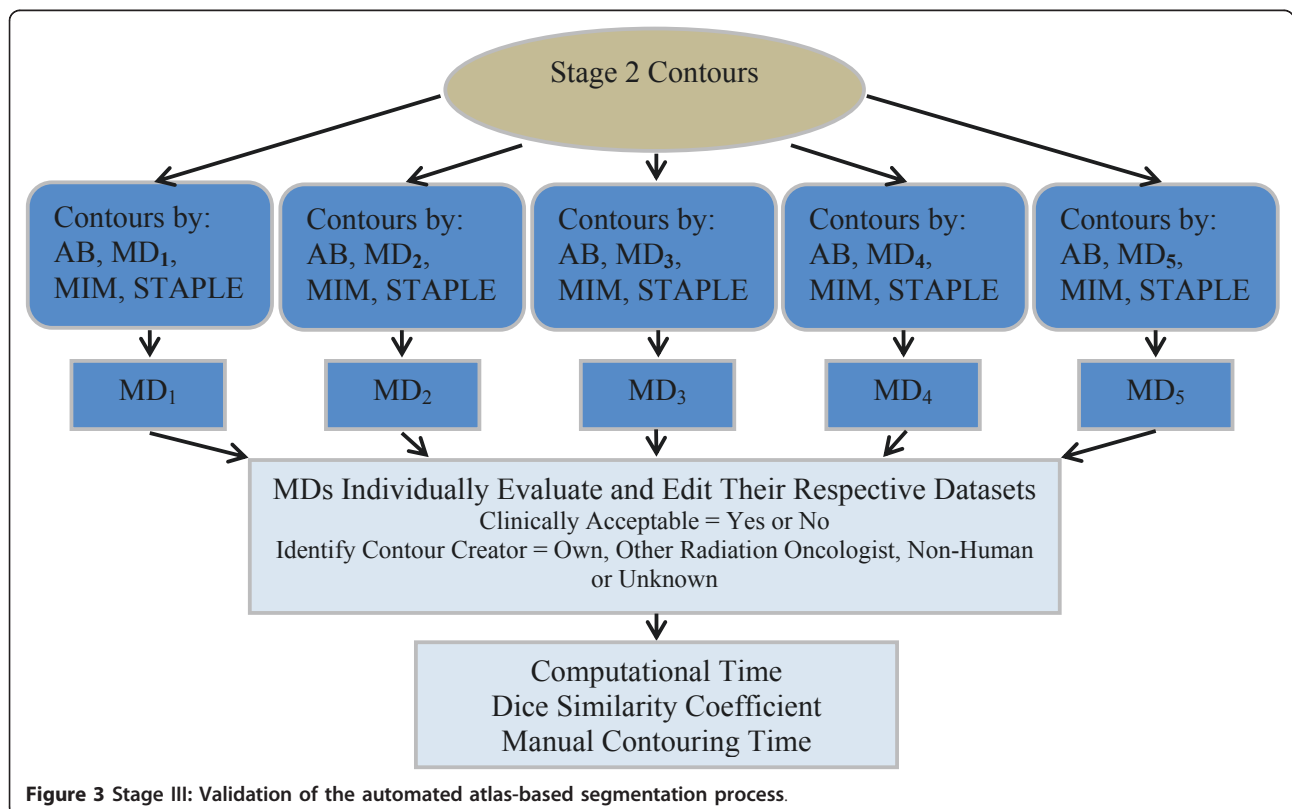 Stage 2 Contours
Contours by:
AB, MD₁,
MIM, STAPLE
Contours by:
AB, MD₂,
MIM, STAPLE
Contours by:
AB, MD₃,
MIM, STAPLE
Contours by:
AB, MD₄,
MIM, STAPLE
Contours by:
AB, MD₅,
MIM, STAPLE
MD₁
MD₂
MD₃
MD₄
MD₅
MDs Individually Evaluate and Edit Their Respective Datasets
Clinically Acceptable = Yes or No
Identify Contour Creator = Own, Other Radiation Oncologist, Non-Human
or Unknown
Computational Time
Dice Similarity Coefficient
Manual Contouring Time
Figure 3 Stage III: Validation of the automated atlas-based segmentation process.